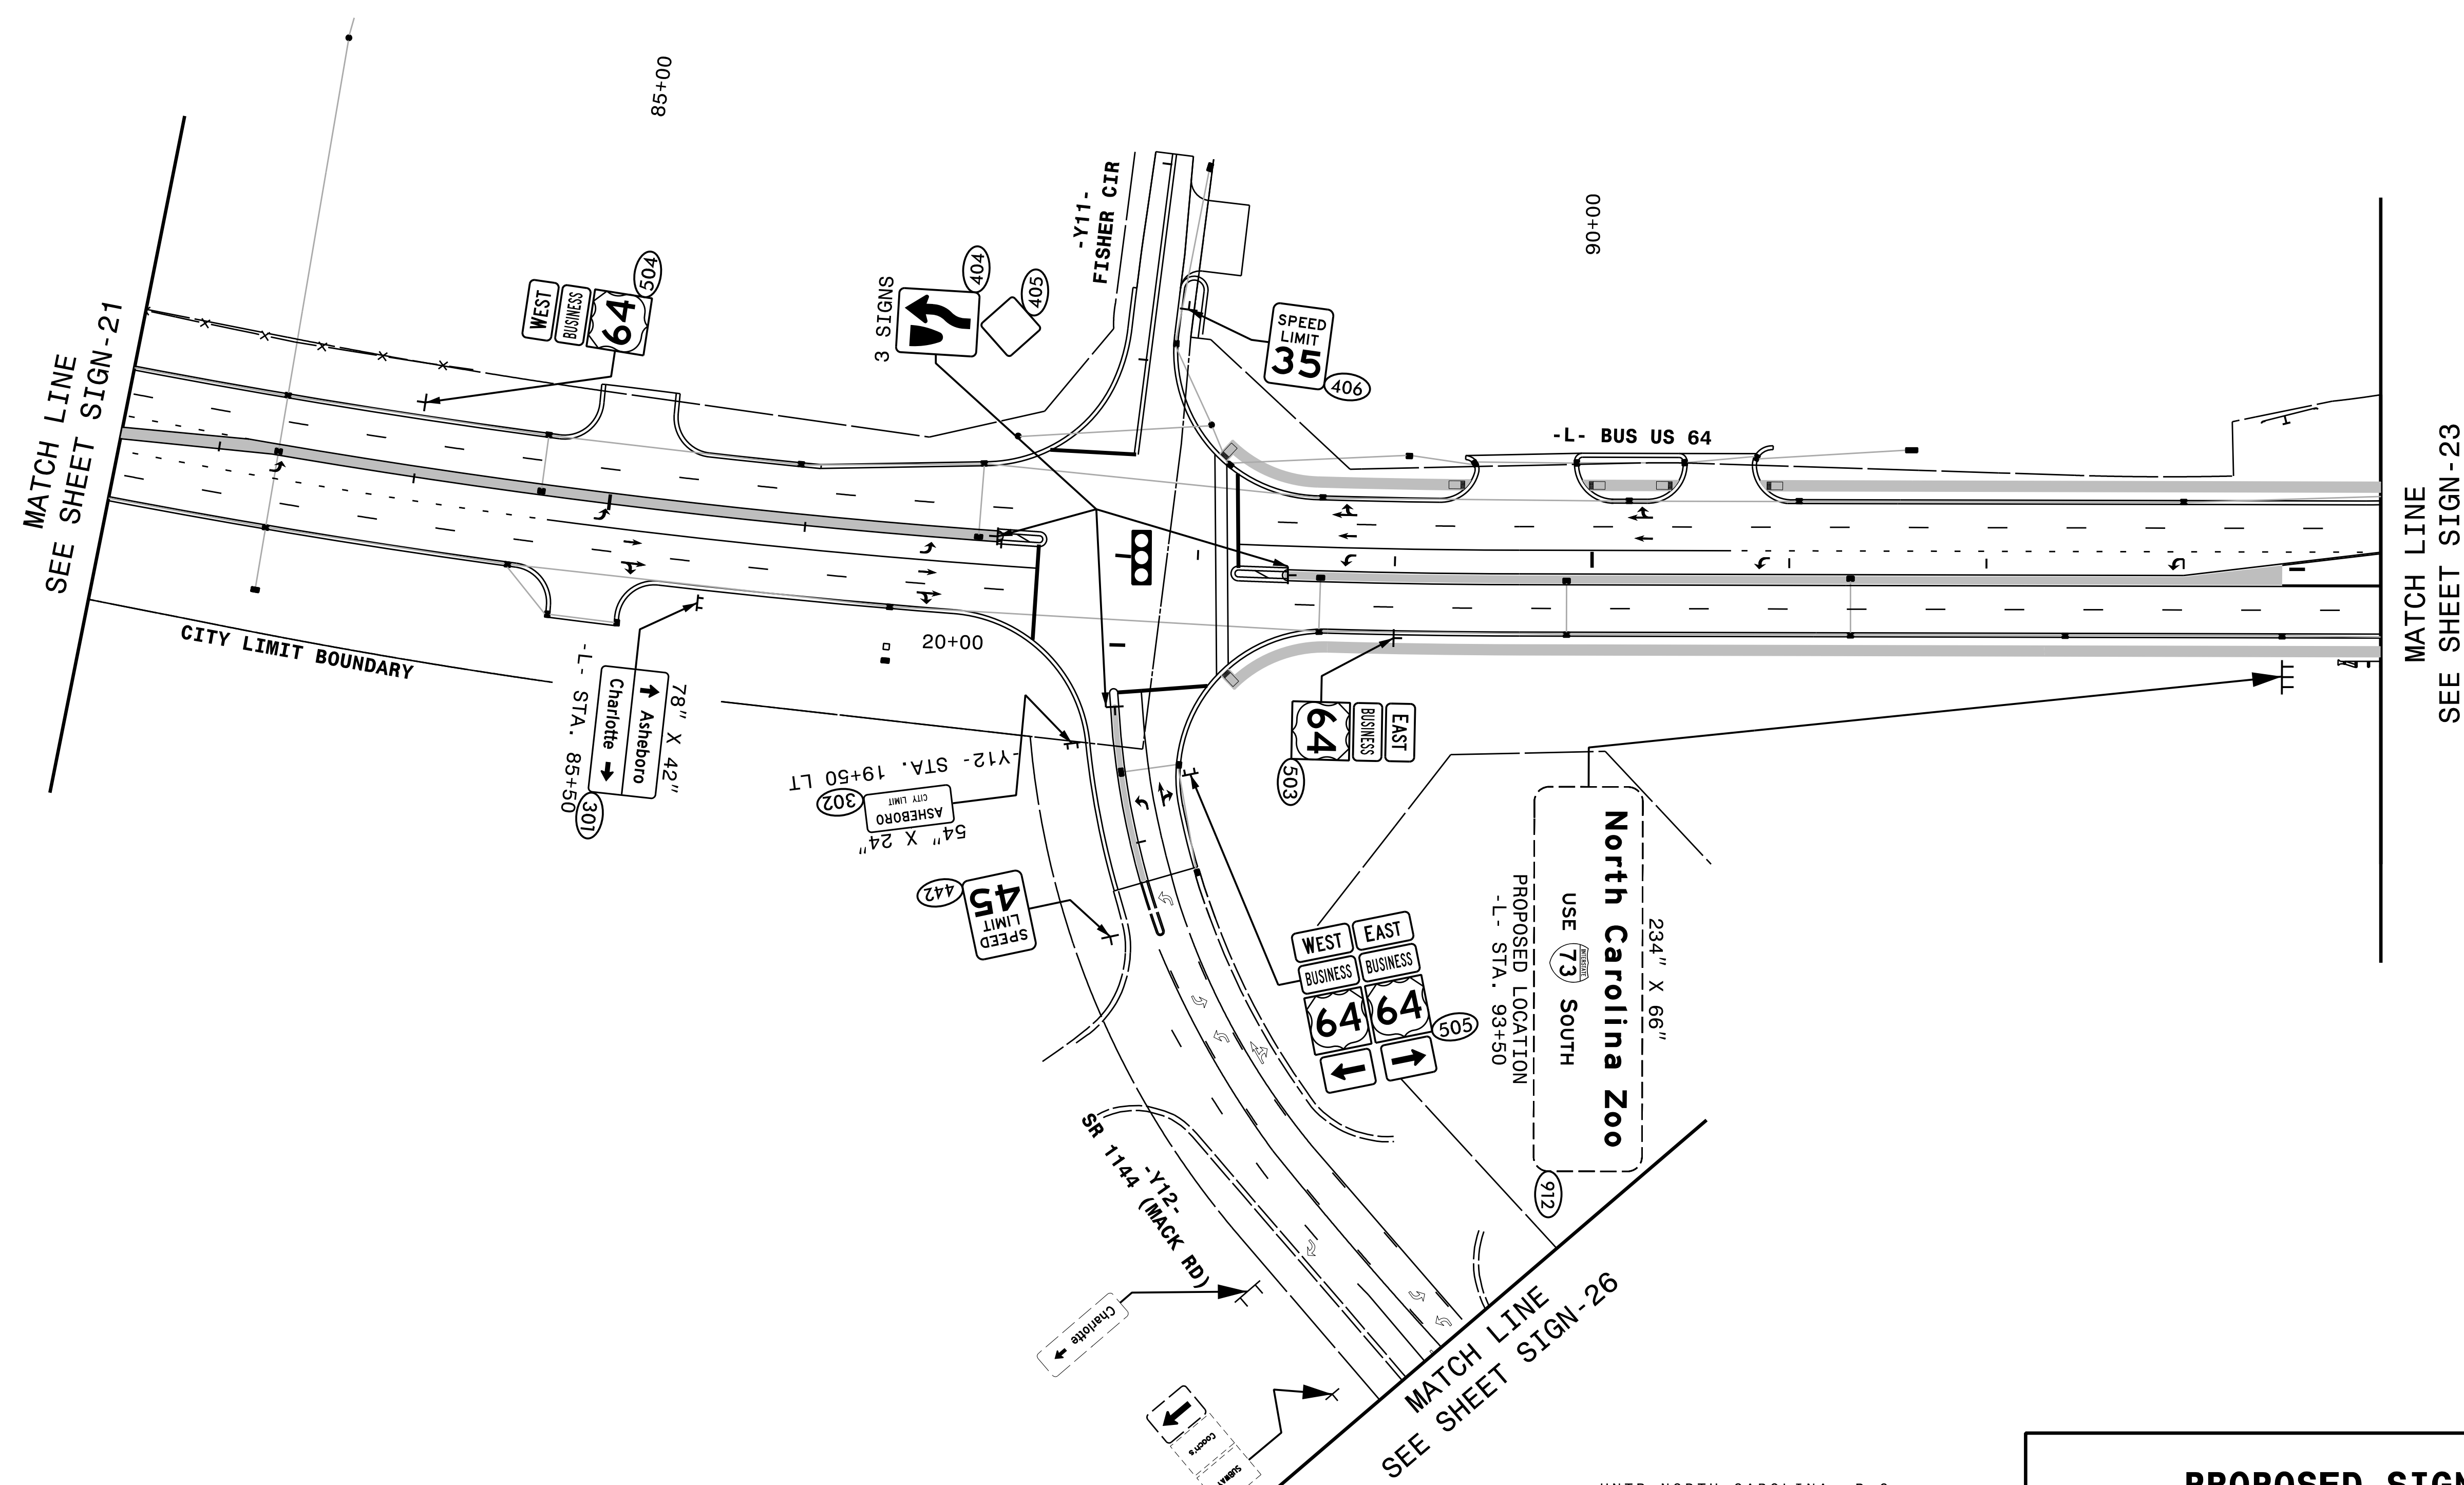 MATCH LINE
SEE SHEET SIGN-21
85+00
WEST
BUSINESS
64
504
3 SIGNS
404
405
-Y11-
FISHER CIR
SPEED
LIMIT
35
406
90+00
-L- BUS US 64
MATCH LINE
SEE SHEET SIGN-23
CITY LIMIT BOUNDARY
20+00
78" X 42"
Asheboro
Charlotte
-L- STA. 85+50
301
-Y12- STA. 19+50 LT
302
ASHEBORO
CITY LIMIT
54" X 24"
442
SPEED
LIMIT
45
EAST
BUSINESS
64
503
WEST
BUSINESS
64
EAST
BUSINESS
64
505
234" X 66"
North Carolina Zoo
USE INTERSTATE 73 SOUTH
PROPOSED LOCATION
-L- STA. 93+50
912
-Y12-
SR 1144 (MACK RD)
Charlotte
Coach's
MATCH LINE
SEE SHEET SIGN-26
PROPOSED SIGN